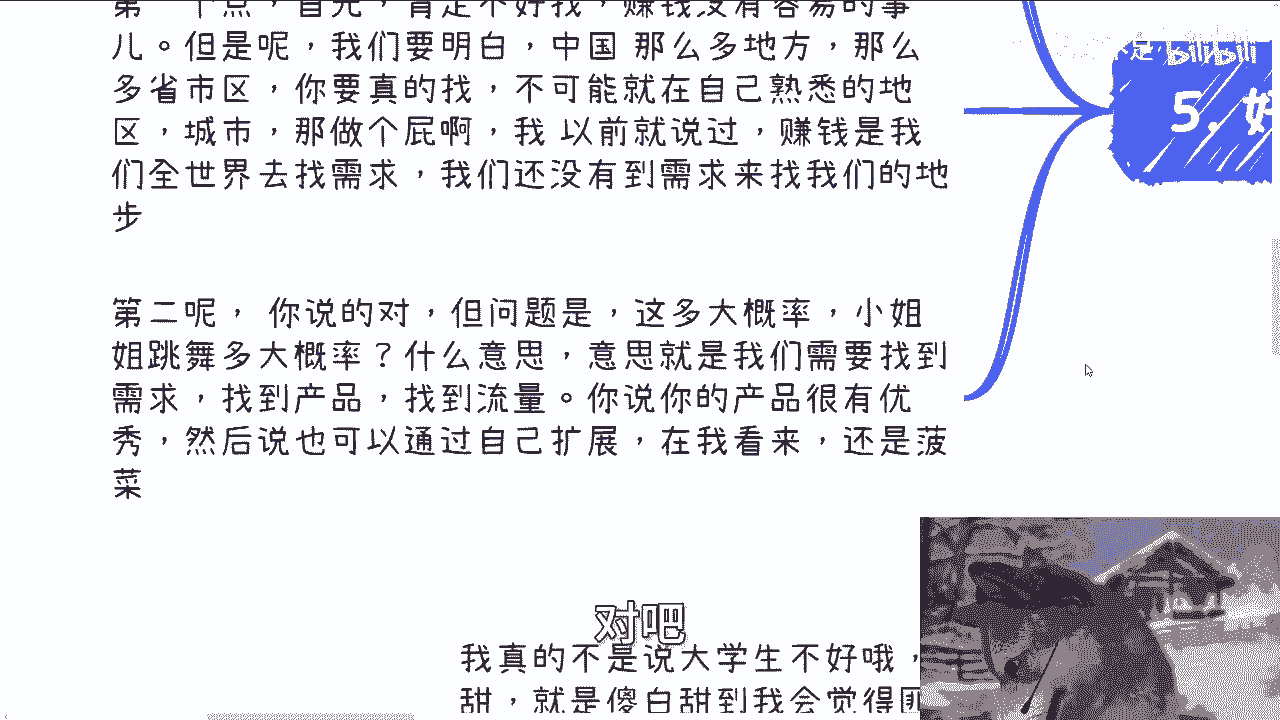 第一个点，首先，肯定不好找，赚钱没有容易的事
儿。但是呢，我们要明白，中国 那么多地方，那么
多省市区，你要真的找，不可能就在自己熟悉的地
区，城市，那做个屁啊，我 以前就说过，赚钱是我
们全世界去找需求，我们还没有到需求来找我们的地
步
第二呢， 你说的对，但问题是，这多大概率，小姐
姐跳舞多大概率？什么意思，意思就是我们需要找到
需求，找到产品，找到流量。你说你的产品很有优
秀，然后说也可以通过自己扩展，在我看来，还是菠
菜
bilibili
5. 好
对吧
我真的不是说大学生不好哦，
甜，就是傻白甜到我会觉得